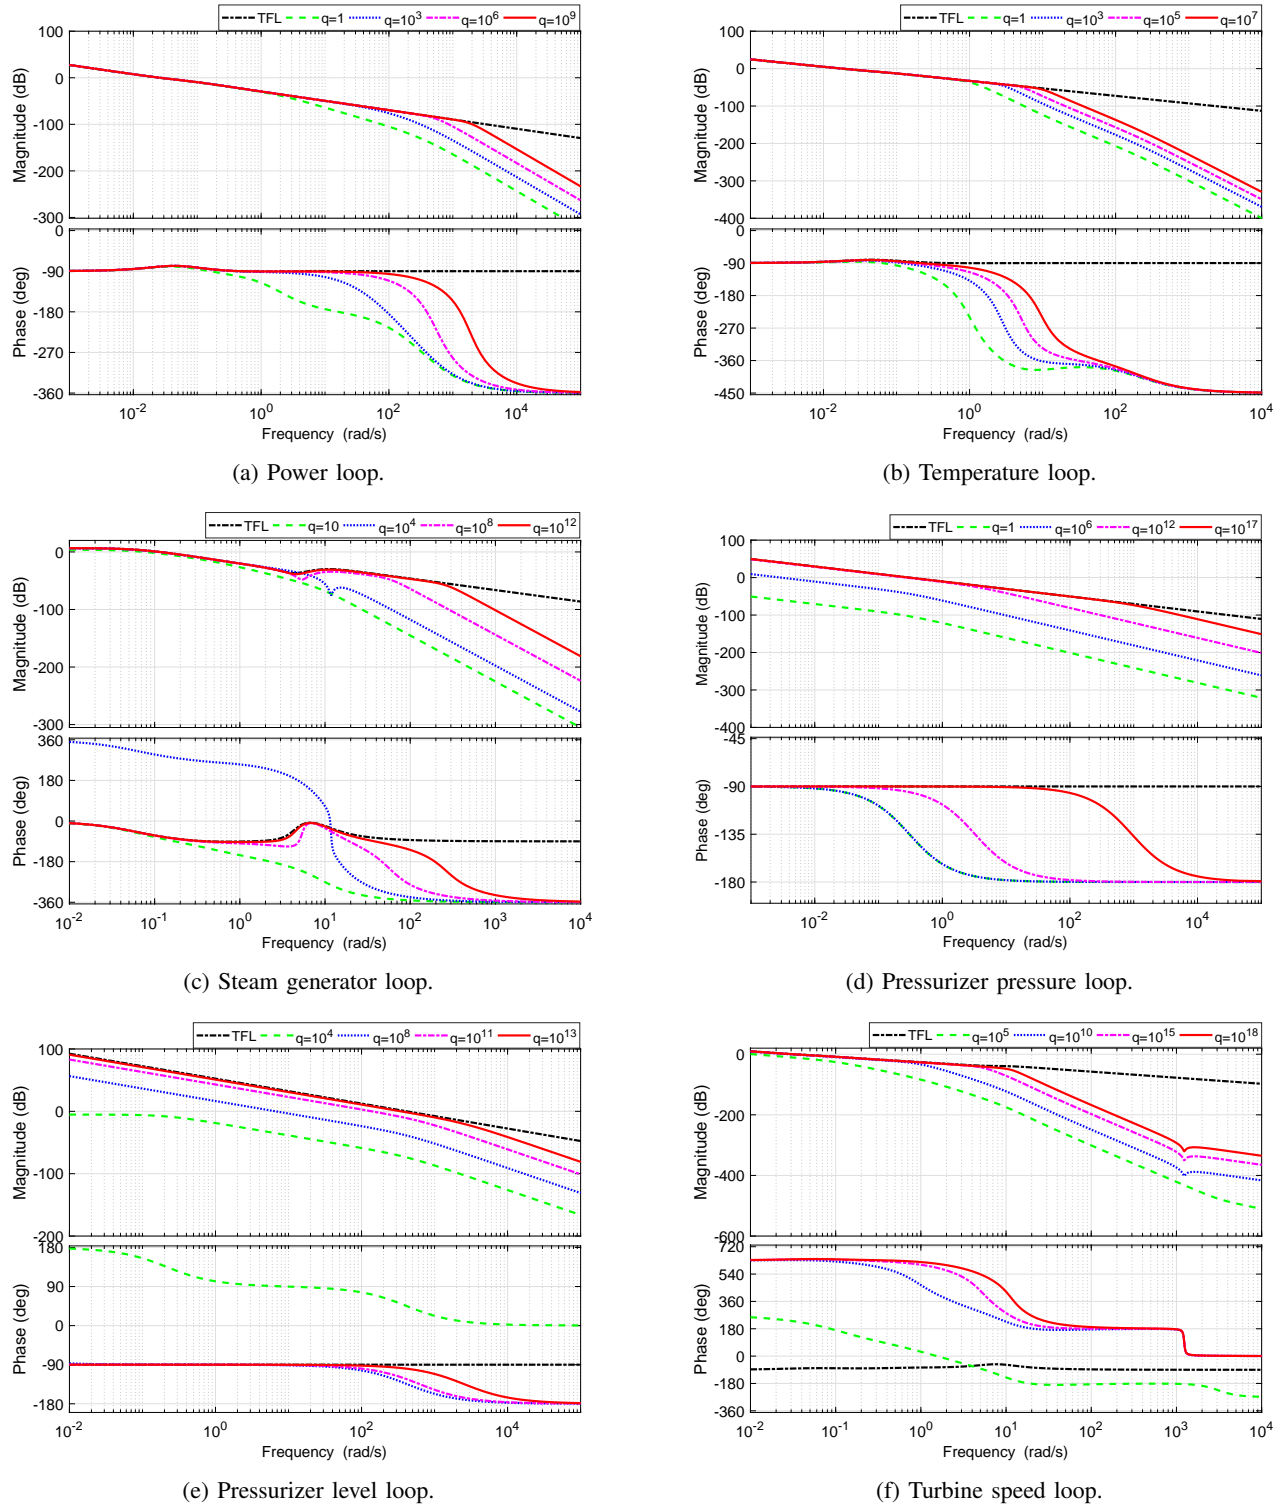 TFL q=1 q=10^3 q=10^6 q=10^9
100
0
-100
-200
-300
Magnitude (dB)
0
-90
-180
-270
-360
Phase (deg)
10^-2 10^0 10^2 10^4
Frequency (rad/s)
(a) Power loop.
TFL q=1 q=10^3 q=10^5 q=10^7
100
0
-100
-200
-300
-400
Magnitude (dB)
0
-90
-180
-270
-360
-450
Phase (deg)
10^-2 10^0 10^2 10^4
Frequency (rad/s)
(b) Temperature loop.
TFL q=10 q=10^4 q=10^8 q=10^12
0
-100
-200
-300
Magnitude (dB)
360
180
0
-180
-360
Phase (deg)
10^-2 10^-1 10^0 10^1 10^2 10^3 10^4
Frequency (rad/s)
(c) Steam generator loop.
TFL q=1 q=10^6 q=10^12 q=10^17
100
0
-100
-200
-300
-400
Magnitude (dB)
-45
-90
-135
-180
Phase (deg)
10^-2 10^0 10^2 10^4
Frequency (rad/s)
(d) Pressurizer pressure loop.
TFL q=10^4 q=10^8 q=10^11 q=10^13
100
0
-100
-200
Magnitude (dB)
180
90
0
-90
-180
Phase (deg)
10^-2 10^0 10^2 10^4
Frequency (rad/s)
(e) Pressurizer level loop.
TFL q=10^5 q=10^10 q=10^15 q=10^18
0
-200
-400
-600
Magnitude (dB)
720
540
360
180
0
-180
-360
Phase (deg)
10^-2 10^-1 10^0 10^1 10^2 10^3 10^4
Frequency (rad/s)
(f) Turbine speed loop.